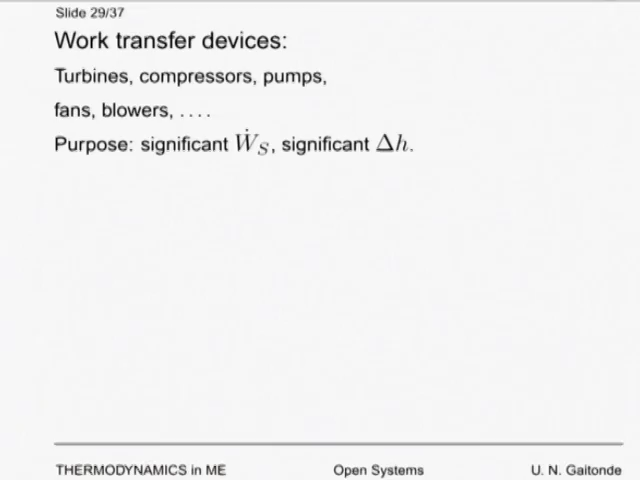 Slide 29/37
Work transfer devices:
Turbines, compressors, pumps,
fans, blowers, . . . .
Purpose: significant Ẇ_S, significant Δh.
THERMODYNAMICS in ME Open Systems U. N. Gaitonde